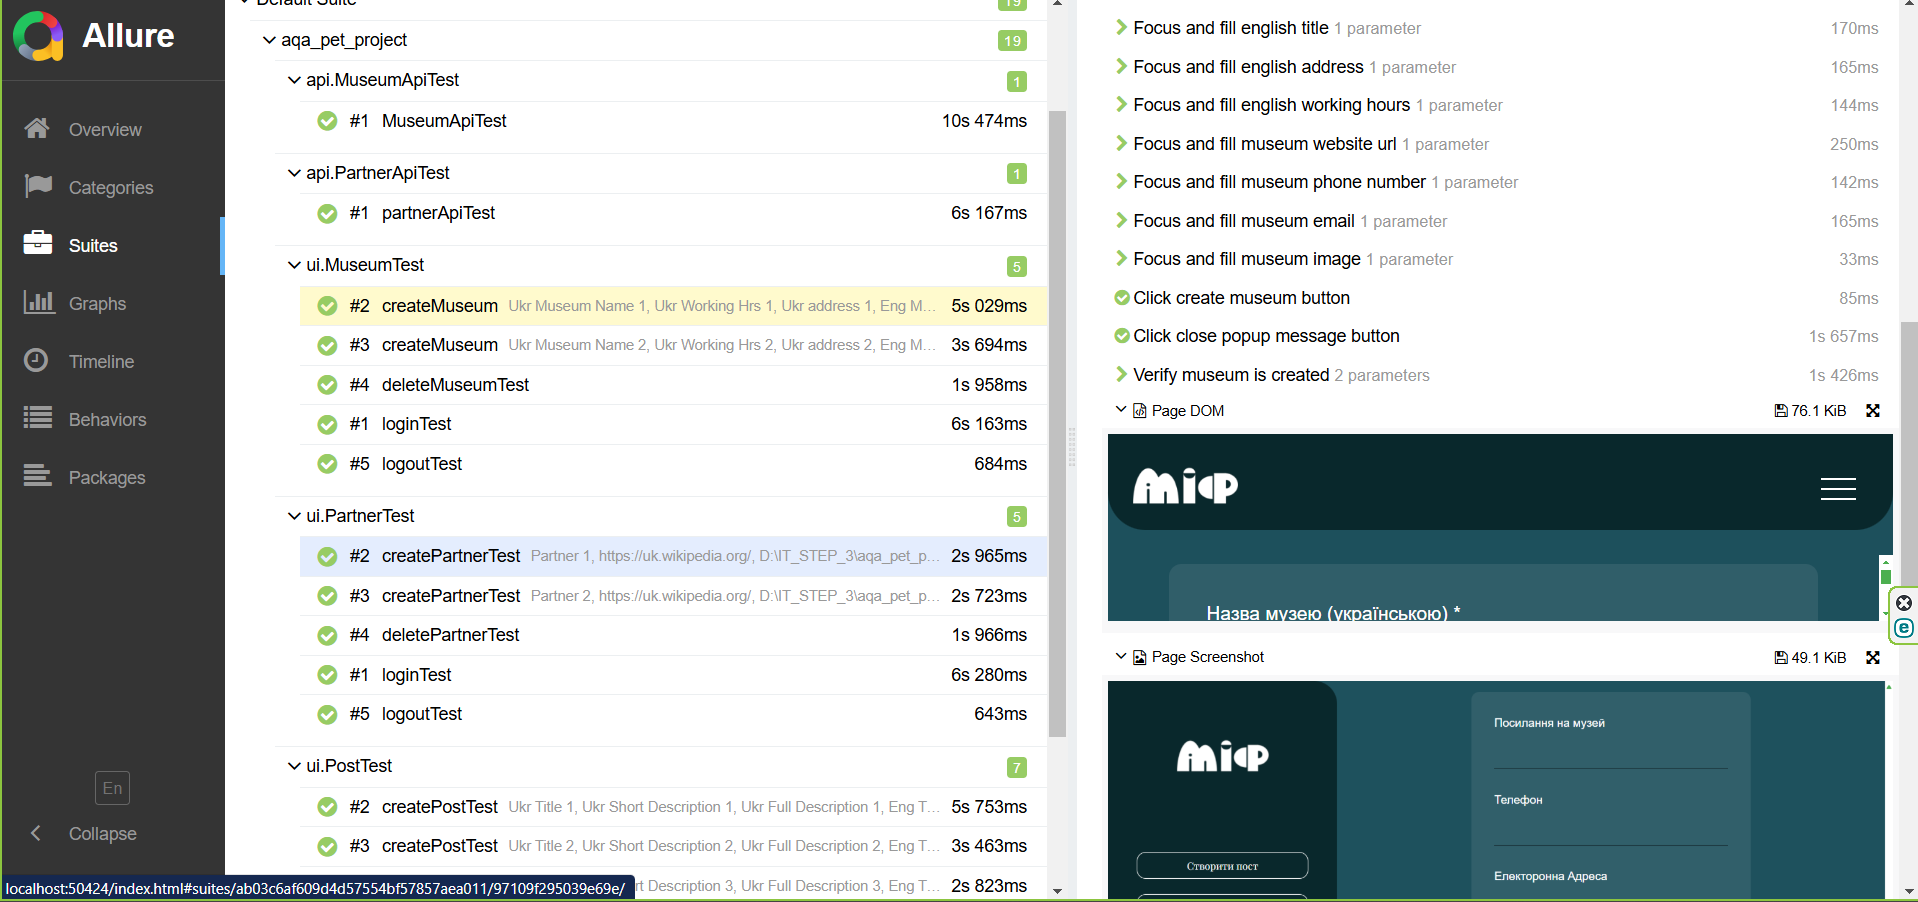 Allure
Overview
Categories
Suites
Graphs
Timeline
Behaviors
Packages
En
Collapse
Default Suite 19
aqa_pet_project 19
api.MuseumApiTest 1
#1 MuseumApiTest 10s 474ms
api.PartnerApiTest 1
#1 partnerApiTest 6s 167ms
ui.MuseumTest 5
#2 createMuseum Ukr Museum Name 1, Ukr Working Hrs 1, Ukr address 1, Eng M... 5s 029ms
#3 createMuseum Ukr Museum Name 2, Ukr Working Hrs 2, Ukr address 2, Eng M... 3s 694ms
#4 deleteMuseumTest 1s 958ms
#1 loginTest 6s 163ms
#5 logoutTest 684ms
ui.PartnerTest 5
#2 createPartnerTest Partner 1, https://uk.wikipedia.org/, D:\IT_STEP_3\aqa_pet_p... 2s 965ms
#3 createPartnerTest Partner 2, https://uk.wikipedia.org/, D:\IT_STEP_3\aqa_pet_p... 2s 723ms
#4 deletePartnerTest 1s 966ms
#1 loginTest 6s 280ms
#5 logoutTest 643ms
ui.PostTest 7
#2 createPostTest Ukr Title 1, Ukr Short Description 1, Ukr Full Description 1, Eng T... 5s 753ms
#3 createPostTest Ukr Title 2, Ukr Short Description 2, Ukr Full Description 2, Eng T... 3s 463ms
rt Description 3, Ukr Full Description 3, Eng T... 2s 823ms
localhost:50424/index.html#suites/ab03c6af609d4d57554bf57857aea011/97109f295039e69e/
Focus and fill english title 1 parameter 170ms
Focus and fill english address 1 parameter 165ms
Focus and fill english working hours 1 parameter 144ms
Focus and fill museum website url 1 parameter 250ms
Focus and fill museum phone number 1 parameter 142ms
Focus and fill museum email 1 parameter 165ms
Focus and fill museum image 1 parameter 33ms
Click create museum button 85ms
Click close popup message button 1s 657ms
Verify museum is created 2 parameters 1s 426ms
Page DOM 76.1 KiB
МІФ
Назва музею (українською) *
Page Screenshot 49.1 KiB
МІФ
Створити пост
Посилання на музей
Телефон
Електоронна Адреса